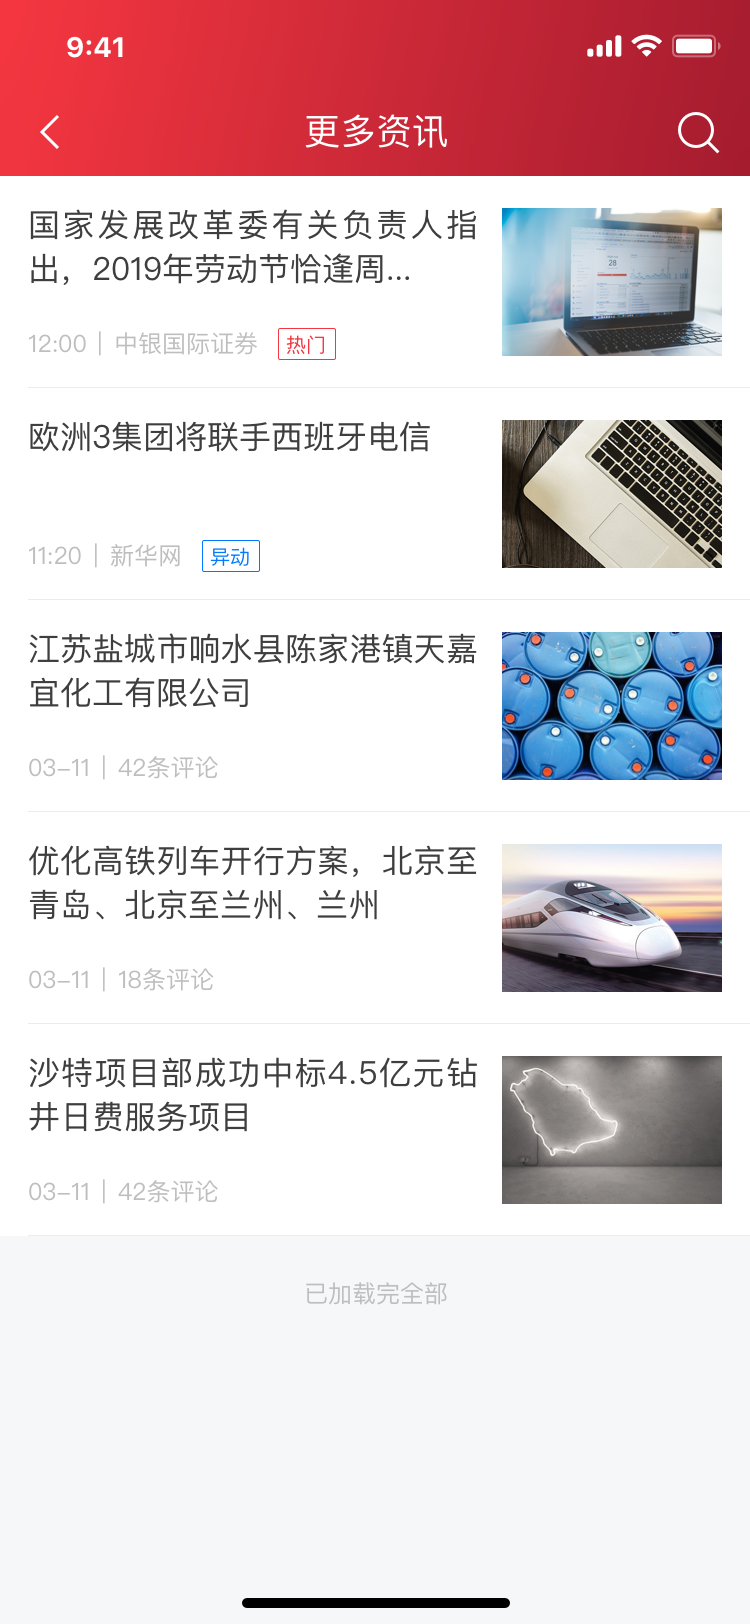 9:41
更多资讯
国家发展改革委有关负责人指
出，2019年劳动节恰逢周...
12:00 | 中银国际证券 热门
欧洲3集团将联手西班牙电信
11:20 | 新华网 异动
江苏盐城市响水县陈家港镇天嘉
宜化工有限公司
03-11 | 42条评论
优化高铁列车开行方案，北京至
青岛、北京至兰州、兰州
03-11 | 18条评论
沙特项目部成功中标4.5亿元钻
井日费服务项目
03-11 | 42条评论
已加载完全部